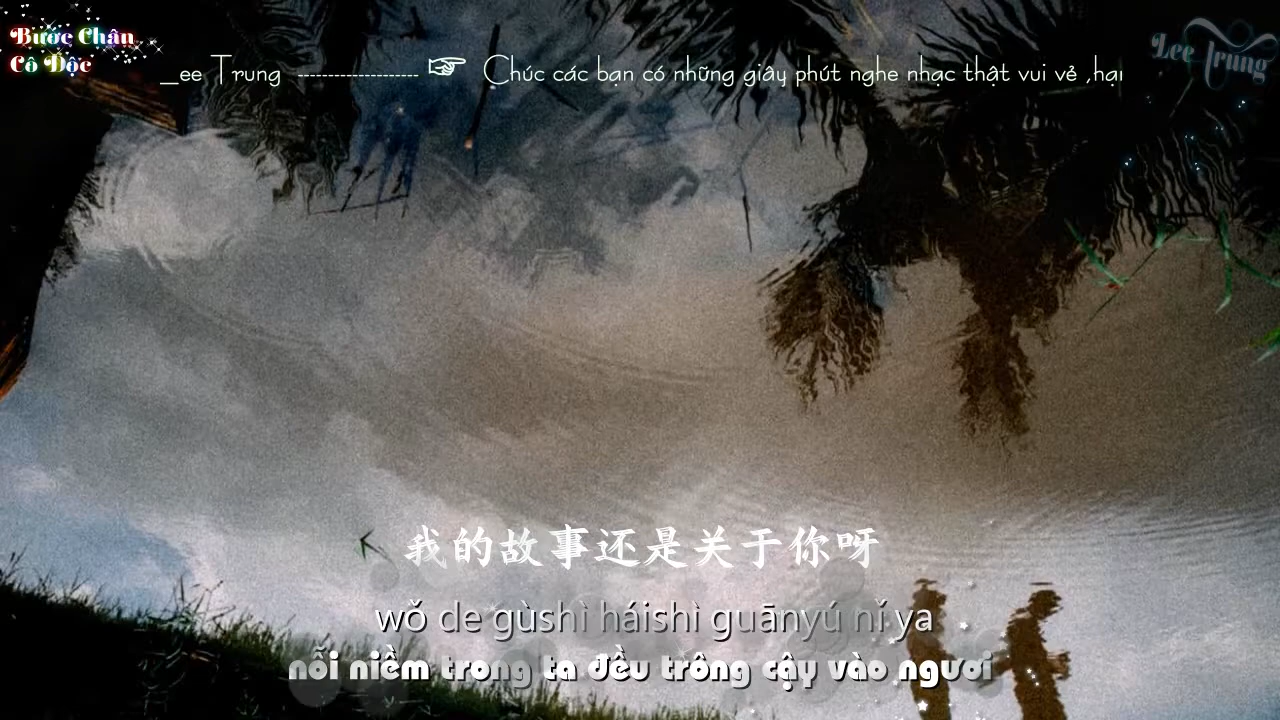 Bước Chân
Cô Độc
_ee Trung -------------------- ☞ Chúc các bạn có những giây phút nghe nhạc thật vui vẻ ,hại
Lee Trung
我的故事还是关于你呀
wǒ de gùshì háishì guānyú nǐ ya
nỗi niềm trong ta đều trông cậy vào ngươi